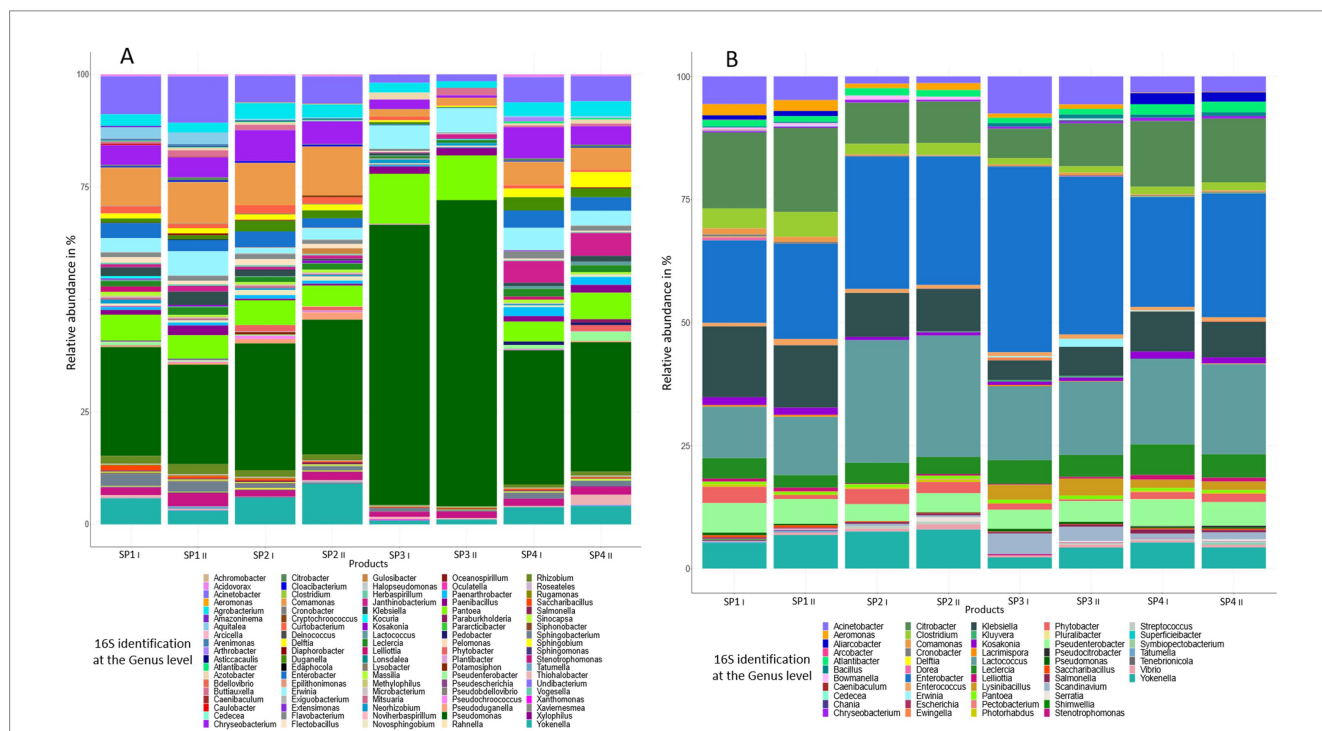 A
100
75
25
0
Relative abundance in %
SP1 I
SP1 II
SP2 I
SP2 II
SP3 I
SP3 II
SP4 I
SP4 II
Products
16S identification
at the Genus level
Achromobacter
Acidovorax
Acinetobacter
Aeromonas
Agrobacterium
Amazoninema
Aquitalea
Arcicella
Arenimonas
Arthrobacter
Asticcacaulis
Atlantibacter
Azotobacter
Bdellovibrio
Buttiauxella
Caenibaculum
Caulobacter
Cedecea
Chryseobacterium
Citrobacter
Cloacibacterium
Clostridium
Comamonas
Cronobacter
Cryptochroococcus
Curtobacterium
Deinococcus
Delftia
Diaphorobacter
Duganella
Edaphocola
Enterobacter
Epilithonimonas
Erwinia
Exiguobacterium
Extensimonas
Flavobacterium
Flectobacillus
Gulosibacter
Halopseudomonas
Herbaspirillum
Janthinobacterium
Klebsiella
Kocuria
Kosakonia
Lactococcus
Leclercia
Lelliottia
Lonsdalea
Lysobacter
Massilia
Methylophilus
Microbacterium
Mitsuaria
Neorhizobium
Noviherbaspirillum
Novosphingobium
Oceanospirillum
Oculatella
Paenarthrobacter
Paenibacillus
Pantoea
Paraburkholderia
Pararcticibacter
Pedobacter
Pelomonas
Phytobacter
Plantibacter
Potamosiphon
Pseudenterobacter
Pseudescherichia
Pseudobdellovibrio
Pseudochrococcus
Pseudoduganella
Pseudomonas
Rahnella
Rhizobium
Roseateles
Rugamonas
Saccharibacillus
Salmonella
Sinocapsa
Siphonobacter
Sphingobacterium
Sphingobium
Sphingomonas
Stenotrophomonas
Tatumella
Thiohalobacter
Undibacterium
Vogesella
Xanthomonas
Xaviernesmea
Xylophilus
Yokenella
B
100
75
50
25
0
Relative abundance in %
SP1 I
SP1 II
SP2 I
SP2 II
SP3 I
SP3 II
SP4 I
SP4 II
Products
16S identification
at the Genus level
Acinetobacter
Aeromonas
Aliarcobacter
Arcobacter
Atlantibacter
Bacillus
Bowmanella
Caenibaculum
Cedecea
Chania
Chryseobacterium
Citrobacter
Clostridium
Comamonas
Cronobacter
Delftia
Dorea
Enterobacter
Enterococcus
Erwinia
Escherichia
Ewingella
Klebsiella
Kluyvera
Kosakonia
Lacrimispora
Lactococcus
Leclercia
Lelliottia
Lysinibacillus
Pantoea
Pectobacterium
Photorhabdus
Phytobacter
Pluralibacter
Pseudenterobacter
Pseudocitrobacter
Pseudomonas
Saccharibacillus
Salmonella
Scandinavium
Serratia
Shimwellia
Stenotrophomonas
Streptococcus
Superficieibacter
Symbiopectobacterium
Tatumella
Tenebrionicola
Vibrio
Yokenella